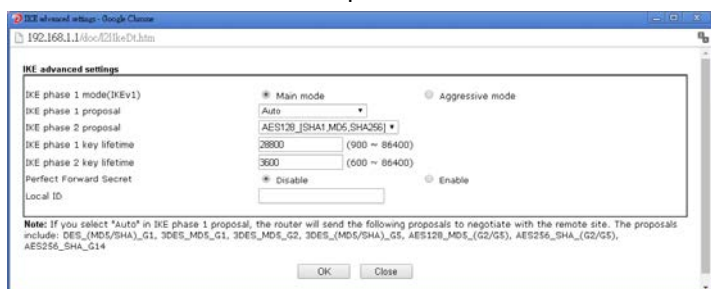 IKE advanced settings - Google Chrome
192.168.1.1/doc/l2lIkeDt.htm
IKE advanced settings
IKE phase 1 mode(IKEv1) Main mode Aggressive mode
IKE phase 1 proposal Auto
IKE phase 2 proposal AES128_[SHA1,MD5,SHA256]
IKE phase 1 key lifetime 28800 (900 ~ 86400)
IKE phase 2 key lifetime 3600 (600 ~ 86400)
Perfect Forward Secret Disable Enable
Local ID
Note: If you select "Auto" in IKE phase 1 proposal, the router will send the following proposals to negotiate with the remote site. The proposals
include: DES_(MD5/SHA)_G1, 3DES_MD5_G1, 3DES_MD5_G2, 3DES_(MD5/SHA)_G5, AES128_MD5_(G2/G5), AES256_SHA_(G2/G5),
AES256_SHA_G14
OK Close